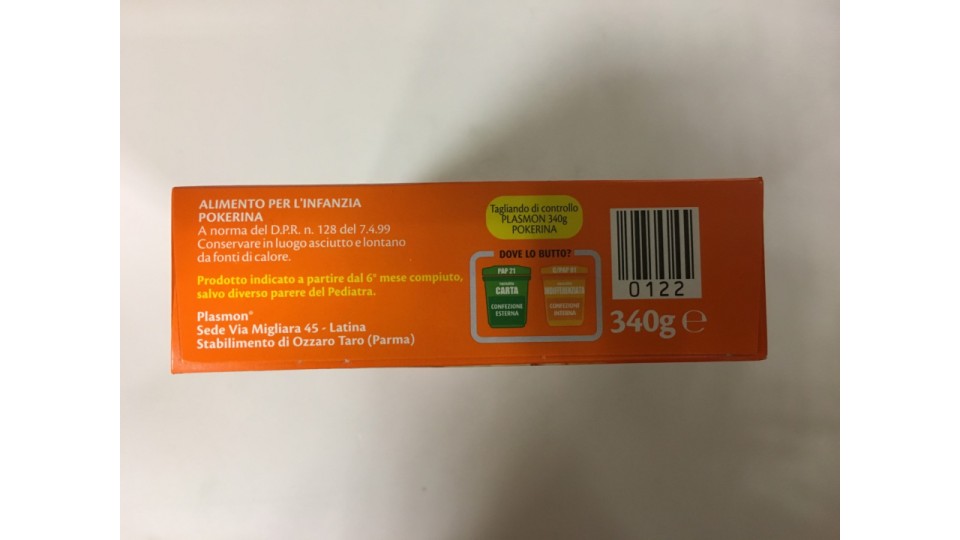 ALIMENTO PER L'INFANZIA
POKERINA
A norma del D.P.R. n. 128 del 7.4.99
Conservare in luogo asciutto e lontano
da fonti di calore.
Prodotto indicato a partire dal 6° mese compiuto,
salvo diverso parere del Pediatra.
Plasmon®
Sede Via Migliara 45 - Latina
Stabilimento di Ozzaro Taro (Parma)
Tagliando di controllo
PLASMON 340g
POKERINA
DOVE LO BUTTO?
PAP 21
CARTA
CONFEZIONE
ESTERNA
CONFEZIONE
INTERNA
0122
340g e